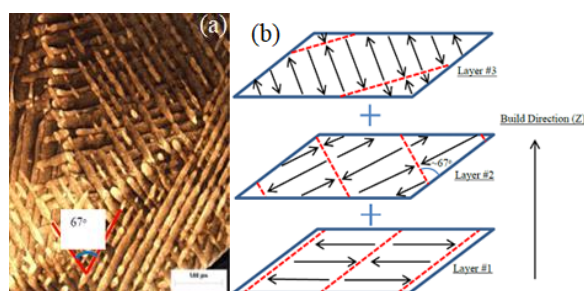 (a)
67°
(b)
Layer #3
Build Direction (Z)
~67°
Layer #2
Layer #1